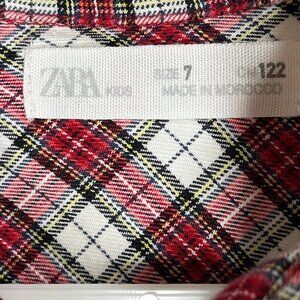 ZARA KIDS SIZE 7 CM 122
MADE IN MOROCCO